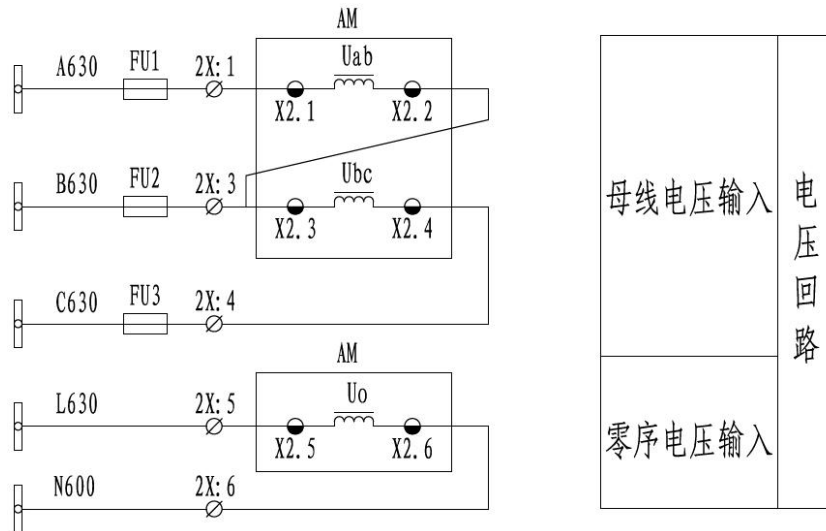 AM
A630 FU1 2X:1 Uab
X2.1 X2.2
B630 FU2 2X:3 Ubc
X2.3 X2.4
C630 FU3 2X:4
AM
L630 2X:5 Uo
X2.5 X2.6
N600 2X:6
母线电压输入
零序电压输入
电压回路